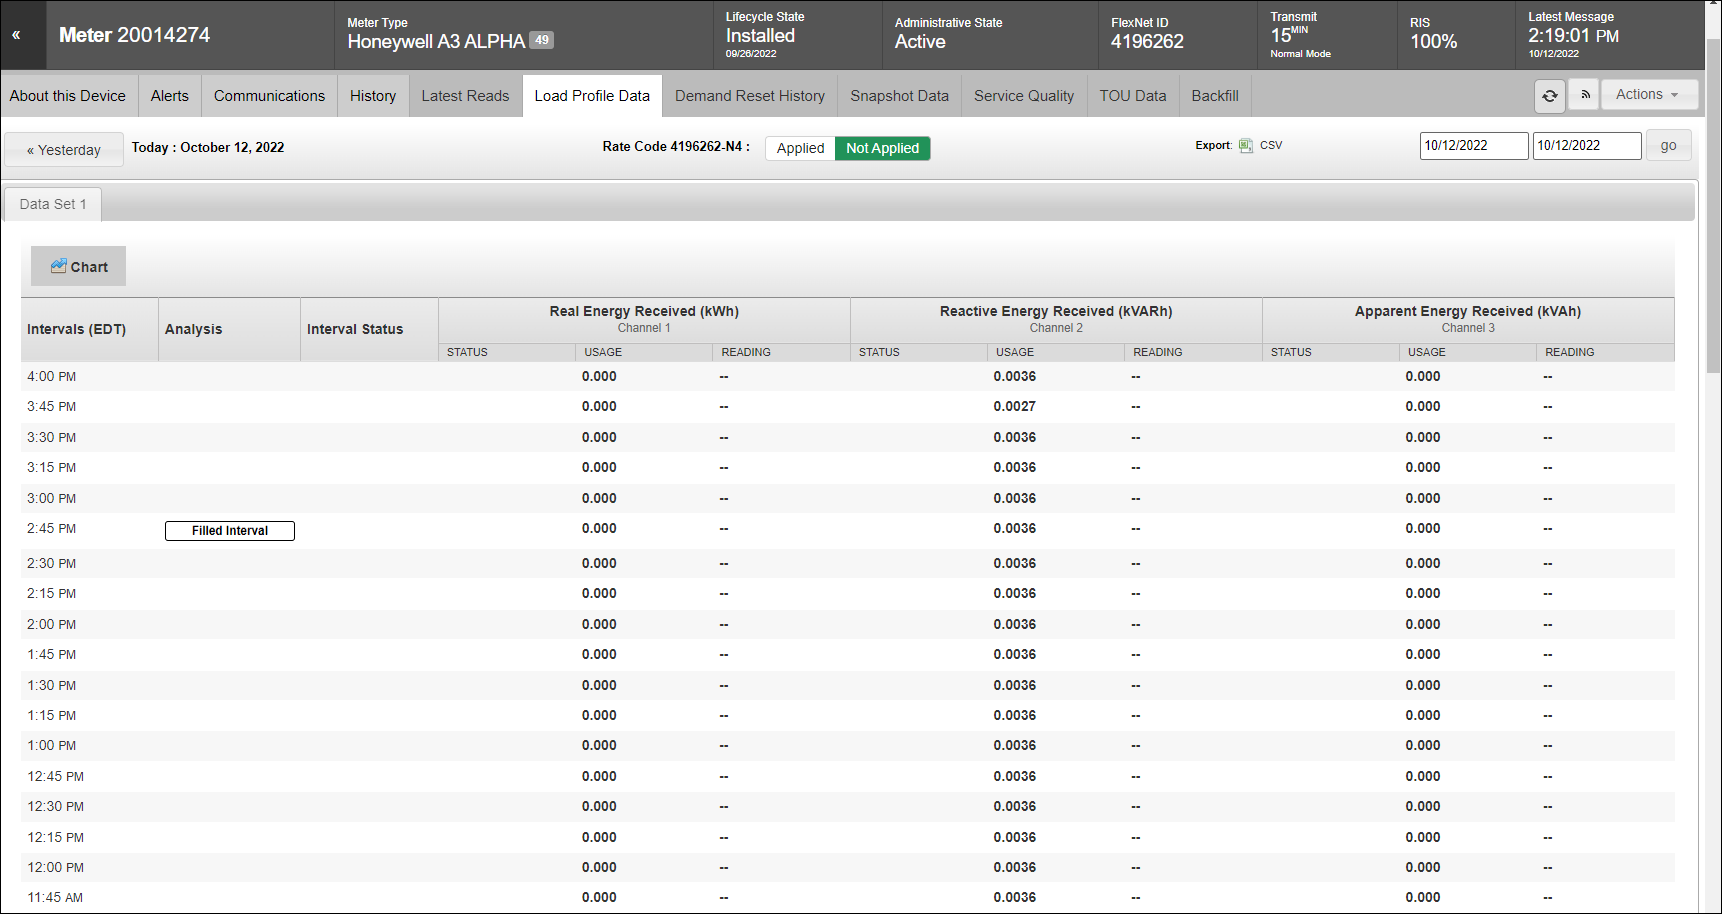 «
Meter 20014274
Meter Type
Honeywell A3 ALPHA 49
Lifecycle State
Installed
09/26/2022
Administrative State
Active
FlexNet ID
4196262
Transmit
15MIN
Normal Mode
RIS
100%
Latest Message
2:19:01 PM
10/12/2022
About this Device Alerts Communications History Latest Reads Load Profile Data Demand Reset History Snapshot Data Service Quality TOU Data Backfill Actions
« Yesterday Today : October 12, 2022 Rate Code 4196262-N4 : Applied Not Applied Export: CSV 10/12/2022 10/12/2022 go
Data Set 1
Chart
Intervals (EDT) Analysis Interval Status
Real Energy Received (kWh)
Channel 1
Reactive Energy Received (kVARh)
Channel 2
Apparent Energy Received (kVAh)
Channel 3
STATUS USAGE READING STATUS USAGE READING STATUS USAGE READING
4:00 PM 0.000 -- 0.0036 -- 0.000 --
3:45 PM 0.000 -- 0.0027 -- 0.000 --
3:30 PM 0.000 -- 0.0036 -- 0.000 --
3:15 PM 0.000 -- 0.0036 -- 0.000 --
3:00 PM 0.000 -- 0.0036 -- 0.000 --
2:45 PM Filled Interval 0.000 -- 0.0036 -- 0.000 --
2:30 PM 0.000 -- 0.0036 -- 0.000 --
2:15 PM 0.000 -- 0.0036 -- 0.000 --
2:00 PM 0.000 -- 0.0036 -- 0.000 --
1:45 PM 0.000 -- 0.0036 -- 0.000 --
1:30 PM 0.000 -- 0.0036 -- 0.000 --
1:15 PM 0.000 -- 0.0036 -- 0.000 --
1:00 PM 0.000 -- 0.0036 -- 0.000 --
12:45 PM 0.000 -- 0.0036 -- 0.000 --
12:30 PM 0.000 -- 0.0036 -- 0.000 --
12:15 PM 0.000 -- 0.0036 -- 0.000 --
12:00 PM 0.000 -- 0.0036 -- 0.000 --
11:45 AM 0.000 -- 0.0036 -- 0.000 --